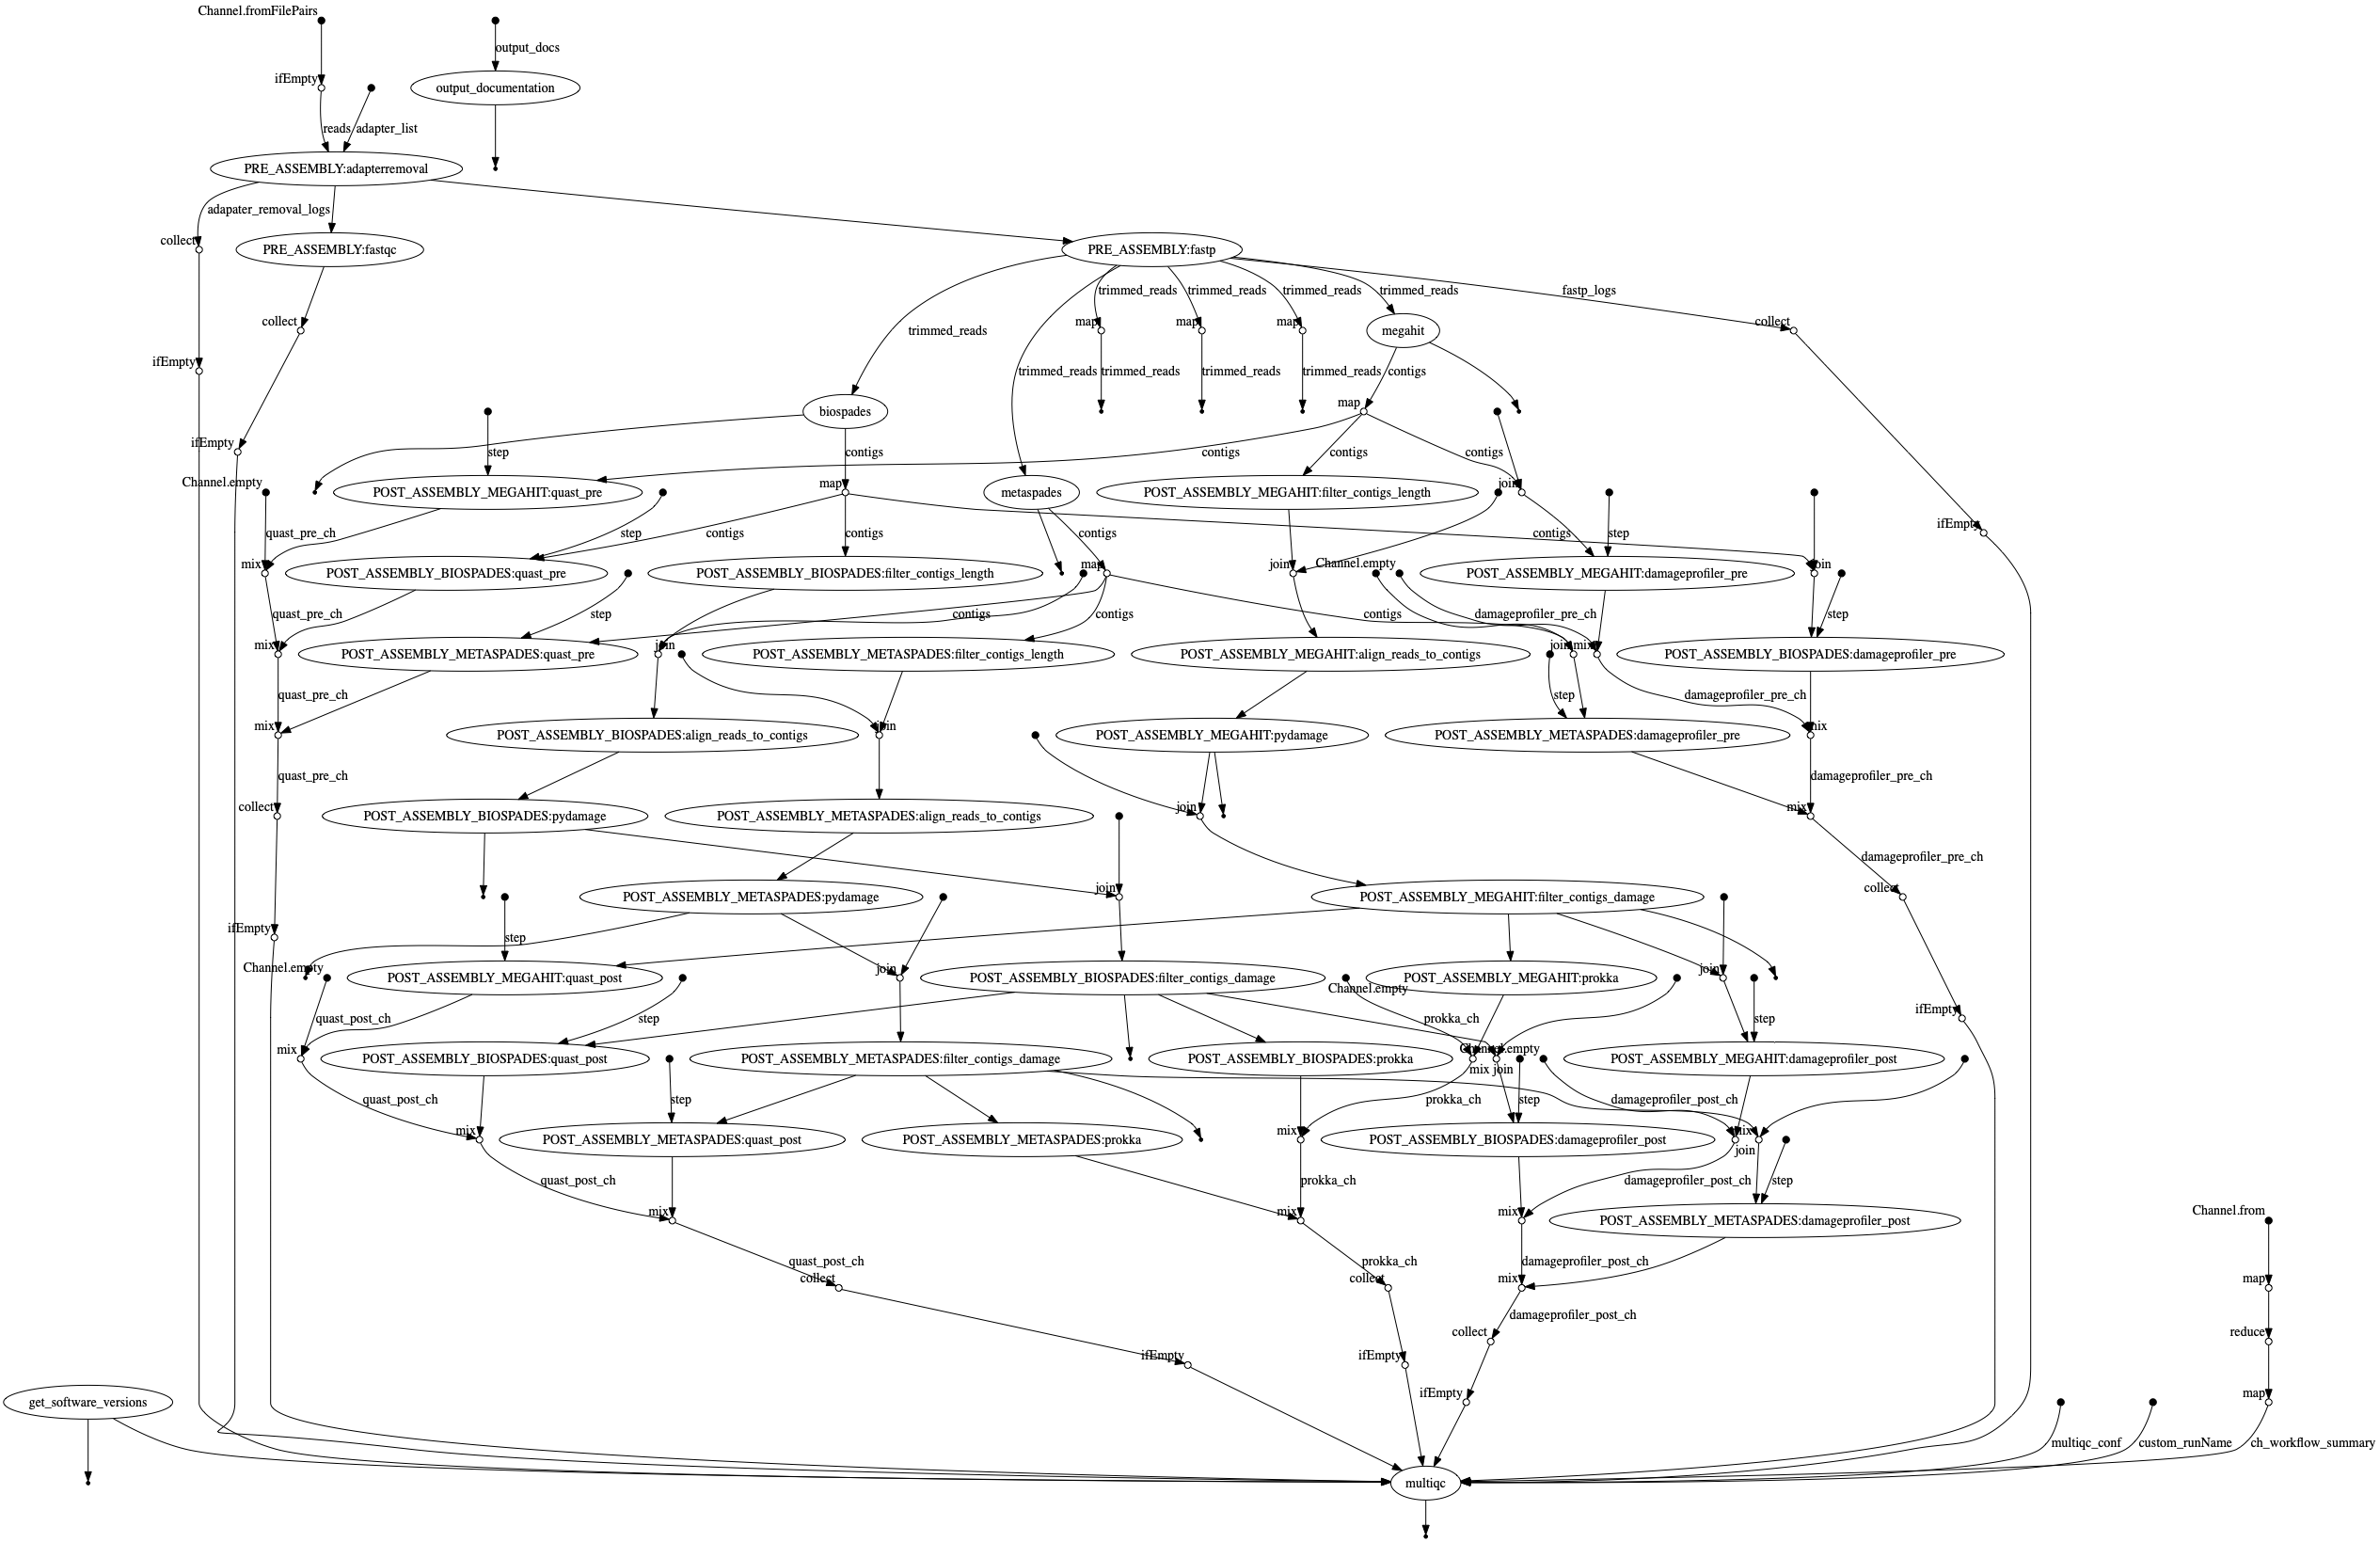 Channel.fromFilePairs
output_docs
ifEmpty
output_documentation
reads
adapter_list
PRE_ASSEMBLY:adapterremoval
adapater_removal_logs
collect
PRE_ASSEMBLY:fastqc
PRE_ASSEMBLY:fastp
trimmed_reads
trimmed_reads
trimmed_reads
trimmed_reads
fastp_logs
collect
map
map
map
megahit
collect
trimmed_reads
ifEmpty
trimmed_reads
trimmed_reads
trimmed_reads
trimmed_reads
contigs
map
biospades
ifEmpty
step
contigs
contigs
contigs
contigs
Channel.empty
POST_ASSEMBLY_MEGAHIT:quast_pre
map
metaspades
POST_ASSEMBLY_MEGAHIT:filter_contigs_length
join
ifEmpty
quast_pre_ch
step
contigs
contigs
contigs
contigs
step
mix
POST_ASSEMBLY_BIOSPADES:quast_pre
POST_ASSEMBLY_BIOSPADES:filter_contigs_length
map
join
Channel.empty
POST_ASSEMBLY_MEGAHIT:damageprofiler_pre
join
quast_pre_ch
step
contigs
contigs
contigs
damageprofiler_pre_ch
step
mix
POST_ASSEMBLY_METASPADES:quast_pre
join
POST_ASSEMBLY_METASPADES:filter_contigs_length
POST_ASSEMBLY_MEGAHIT:align_reads_to_contigs
join
mix
POST_ASSEMBLY_BIOSPADES:damageprofiler_pre
quast_pre_ch
step
damageprofiler_pre_ch
mix
POST_ASSEMBLY_BIOSPADES:align_reads_to_contigs
join
POST_ASSEMBLY_MEGAHIT:pydamage
POST_ASSEMBLY_METASPADES:damageprofiler_pre
mix
quast_pre_ch
damageprofiler_pre_ch
collect
POST_ASSEMBLY_BIOSPADES:pydamage
POST_ASSEMBLY_METASPADES:align_reads_to_contigs
join
mix
damageprofiler_pre_ch
POST_ASSEMBLY_METASPADES:pydamage
join
POST_ASSEMBLY_MEGAHIT:filter_contigs_damage
collect
ifEmpty
step
Channel.empty
POST_ASSEMBLY_MEGAHIT:quast_post
join
POST_ASSEMBLY_BIOSPADES:filter_contigs_damage
Channel.empty
POST_ASSEMBLY_MEGAHIT:prokka
join
ifEmpty
quast_post_ch
step
prokka_ch
step
mix
POST_ASSEMBLY_BIOSPADES:quast_post
POST_ASSEMBLY_METASPADES:filter_contigs_damage
POST_ASSEMBLY_BIOSPADES:prokka
Channel.empty
mix
join
POST_ASSEMBLY_MEGAHIT:damageprofiler_post
quast_post_ch
step
prokka_ch
step
damageprofiler_post_ch
mix
POST_ASSEMBLY_METASPADES:quast_post
POST_ASSEMBLY_METASPADES:prokka
mix
POST_ASSEMBLY_BIOSPADES:damageprofiler_post
mix
join
quast_post_ch
prokka_ch
damageprofiler_post_ch
step
mix
mix
mix
POST_ASSEMBLY_METASPADES:damageprofiler_post
Channel.from
quast_post_ch
prokka_ch
damageprofiler_post_ch
collect
collect
mix
map
damageprofiler_post_ch
collect
reduce
ifEmpty
ifEmpty
get_software_versions
ifEmpty
map
multiqc_conf
custom_runName
ch_workflow_summary
multiqc